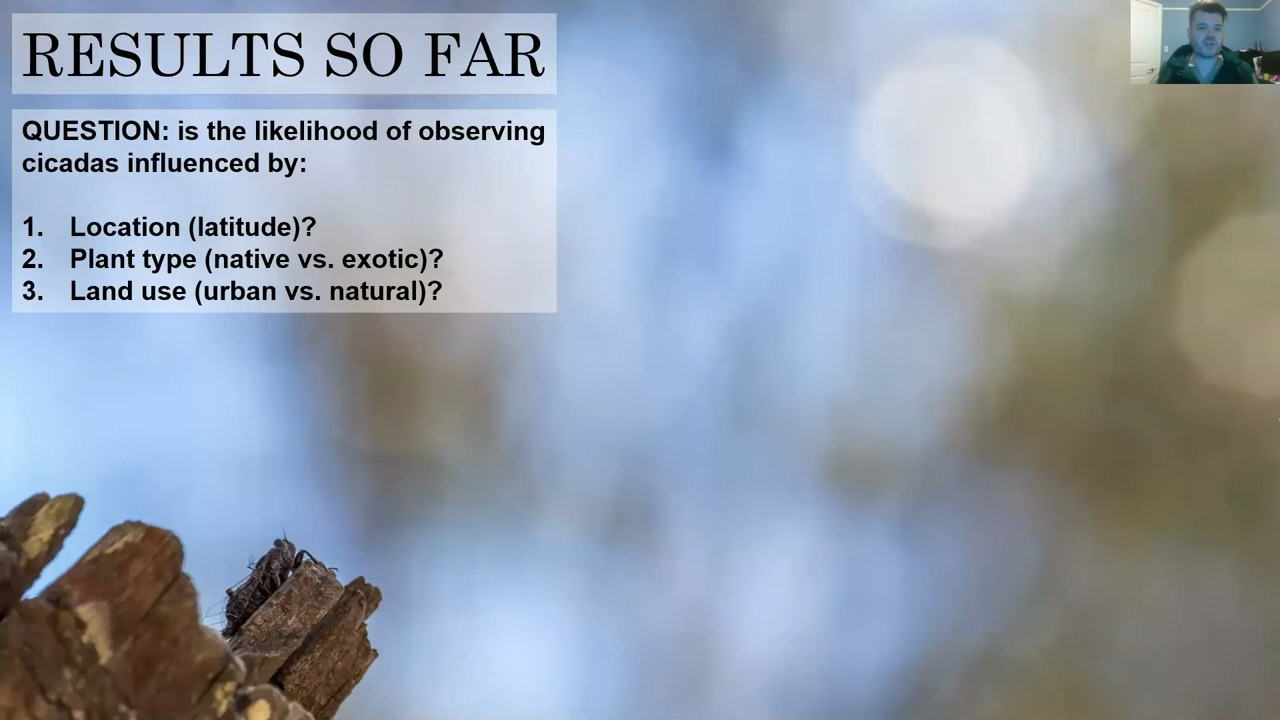 RESULTS SO FAR
QUESTION: is the likelihood of observing
cicadas influenced by:
1. Location (latitude)?
2. Plant type (native vs. exotic)?
3. Land use (urban vs. natural)?